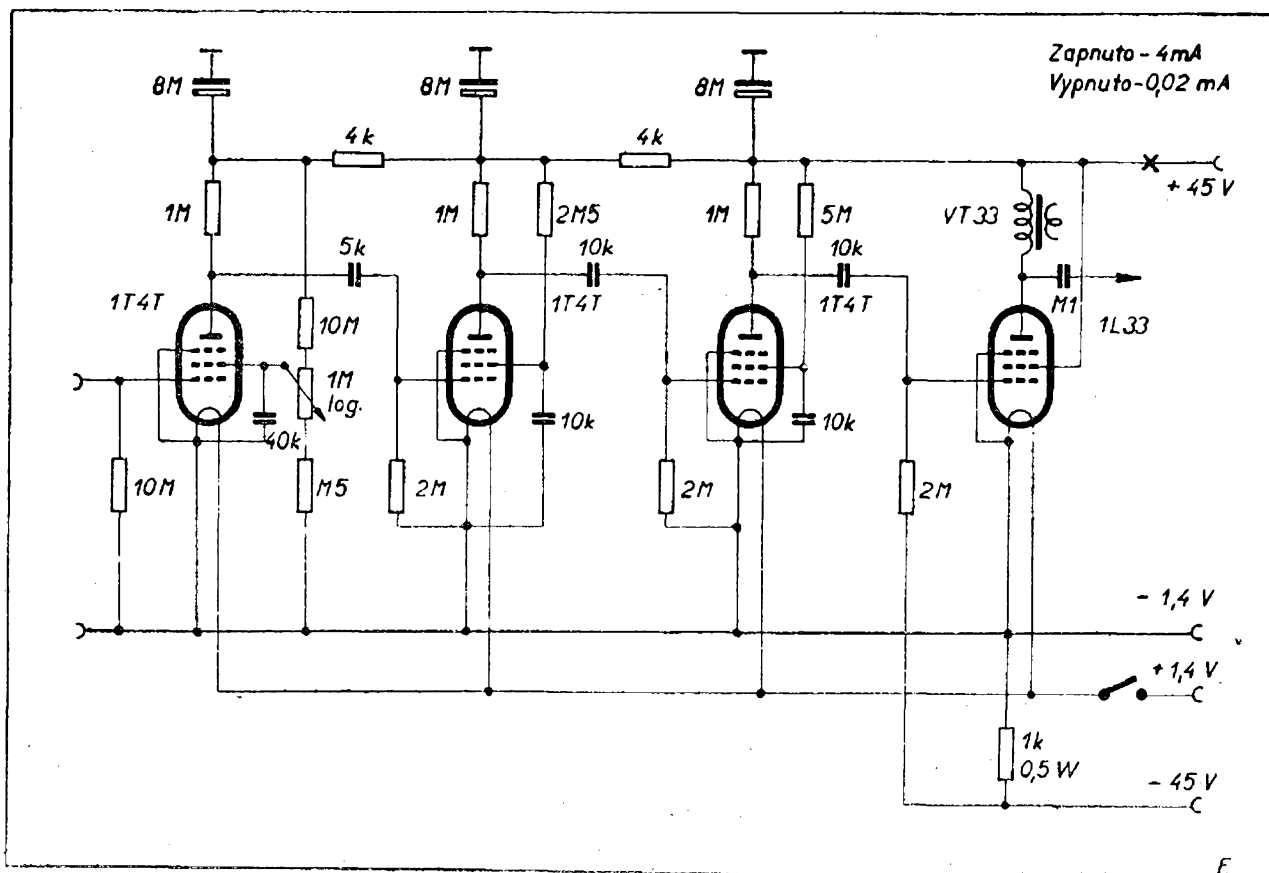 Zapnuto - 4mA
Vypnuto - 0,02 mA
8M
8M
8M
4k
4k
+ 45 V
1M
1M
2M5
1M
5M
VT33
5k
10k
10k
1T4T
1T4T
1T4T
M1
1L33
10M
1M
log.
40k
10k
10k
10M
M5
2M
2M
2M
- 1,4 V
+ 1,4 V
1k
0,5 W
- 45 V
E